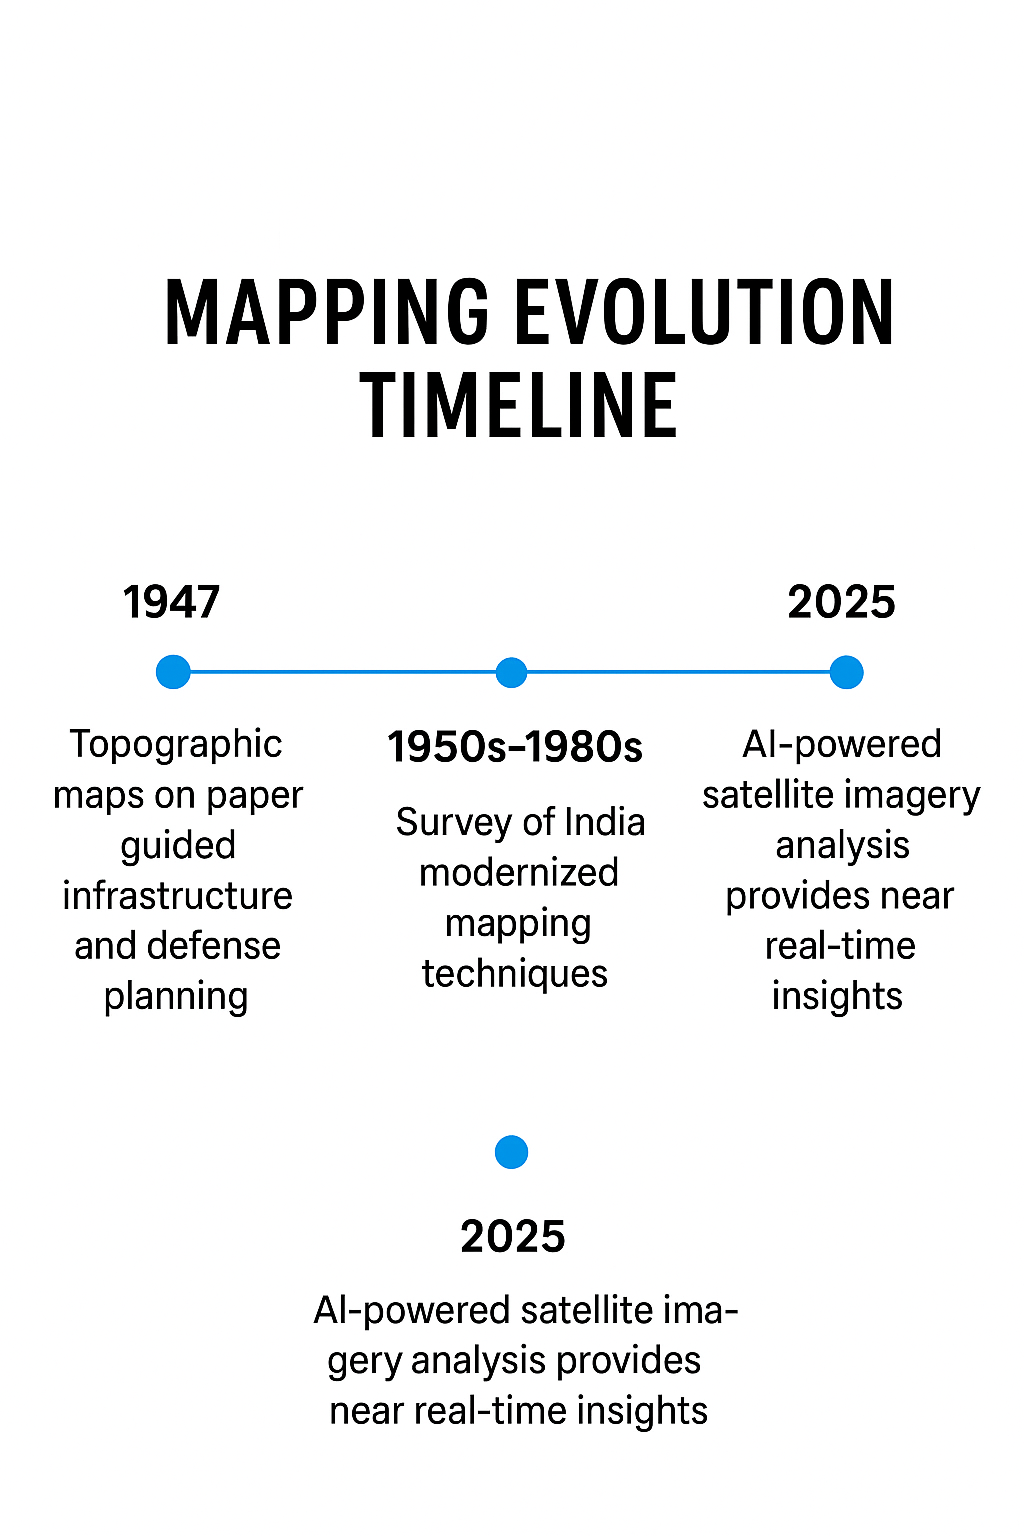 MAPPING EVOLUTION
TIMELINE
1947
Topographic
maps on paper
guided
infrastructure
and defense
planning
1950s–1980s
Survey of India
modernized
mapping
techniques
2025
AI-powered
satellite imagery
analysis
provides near
real-time
insights
2025
AI-powered satellite ima-
gery analysis provides
near real-time insights